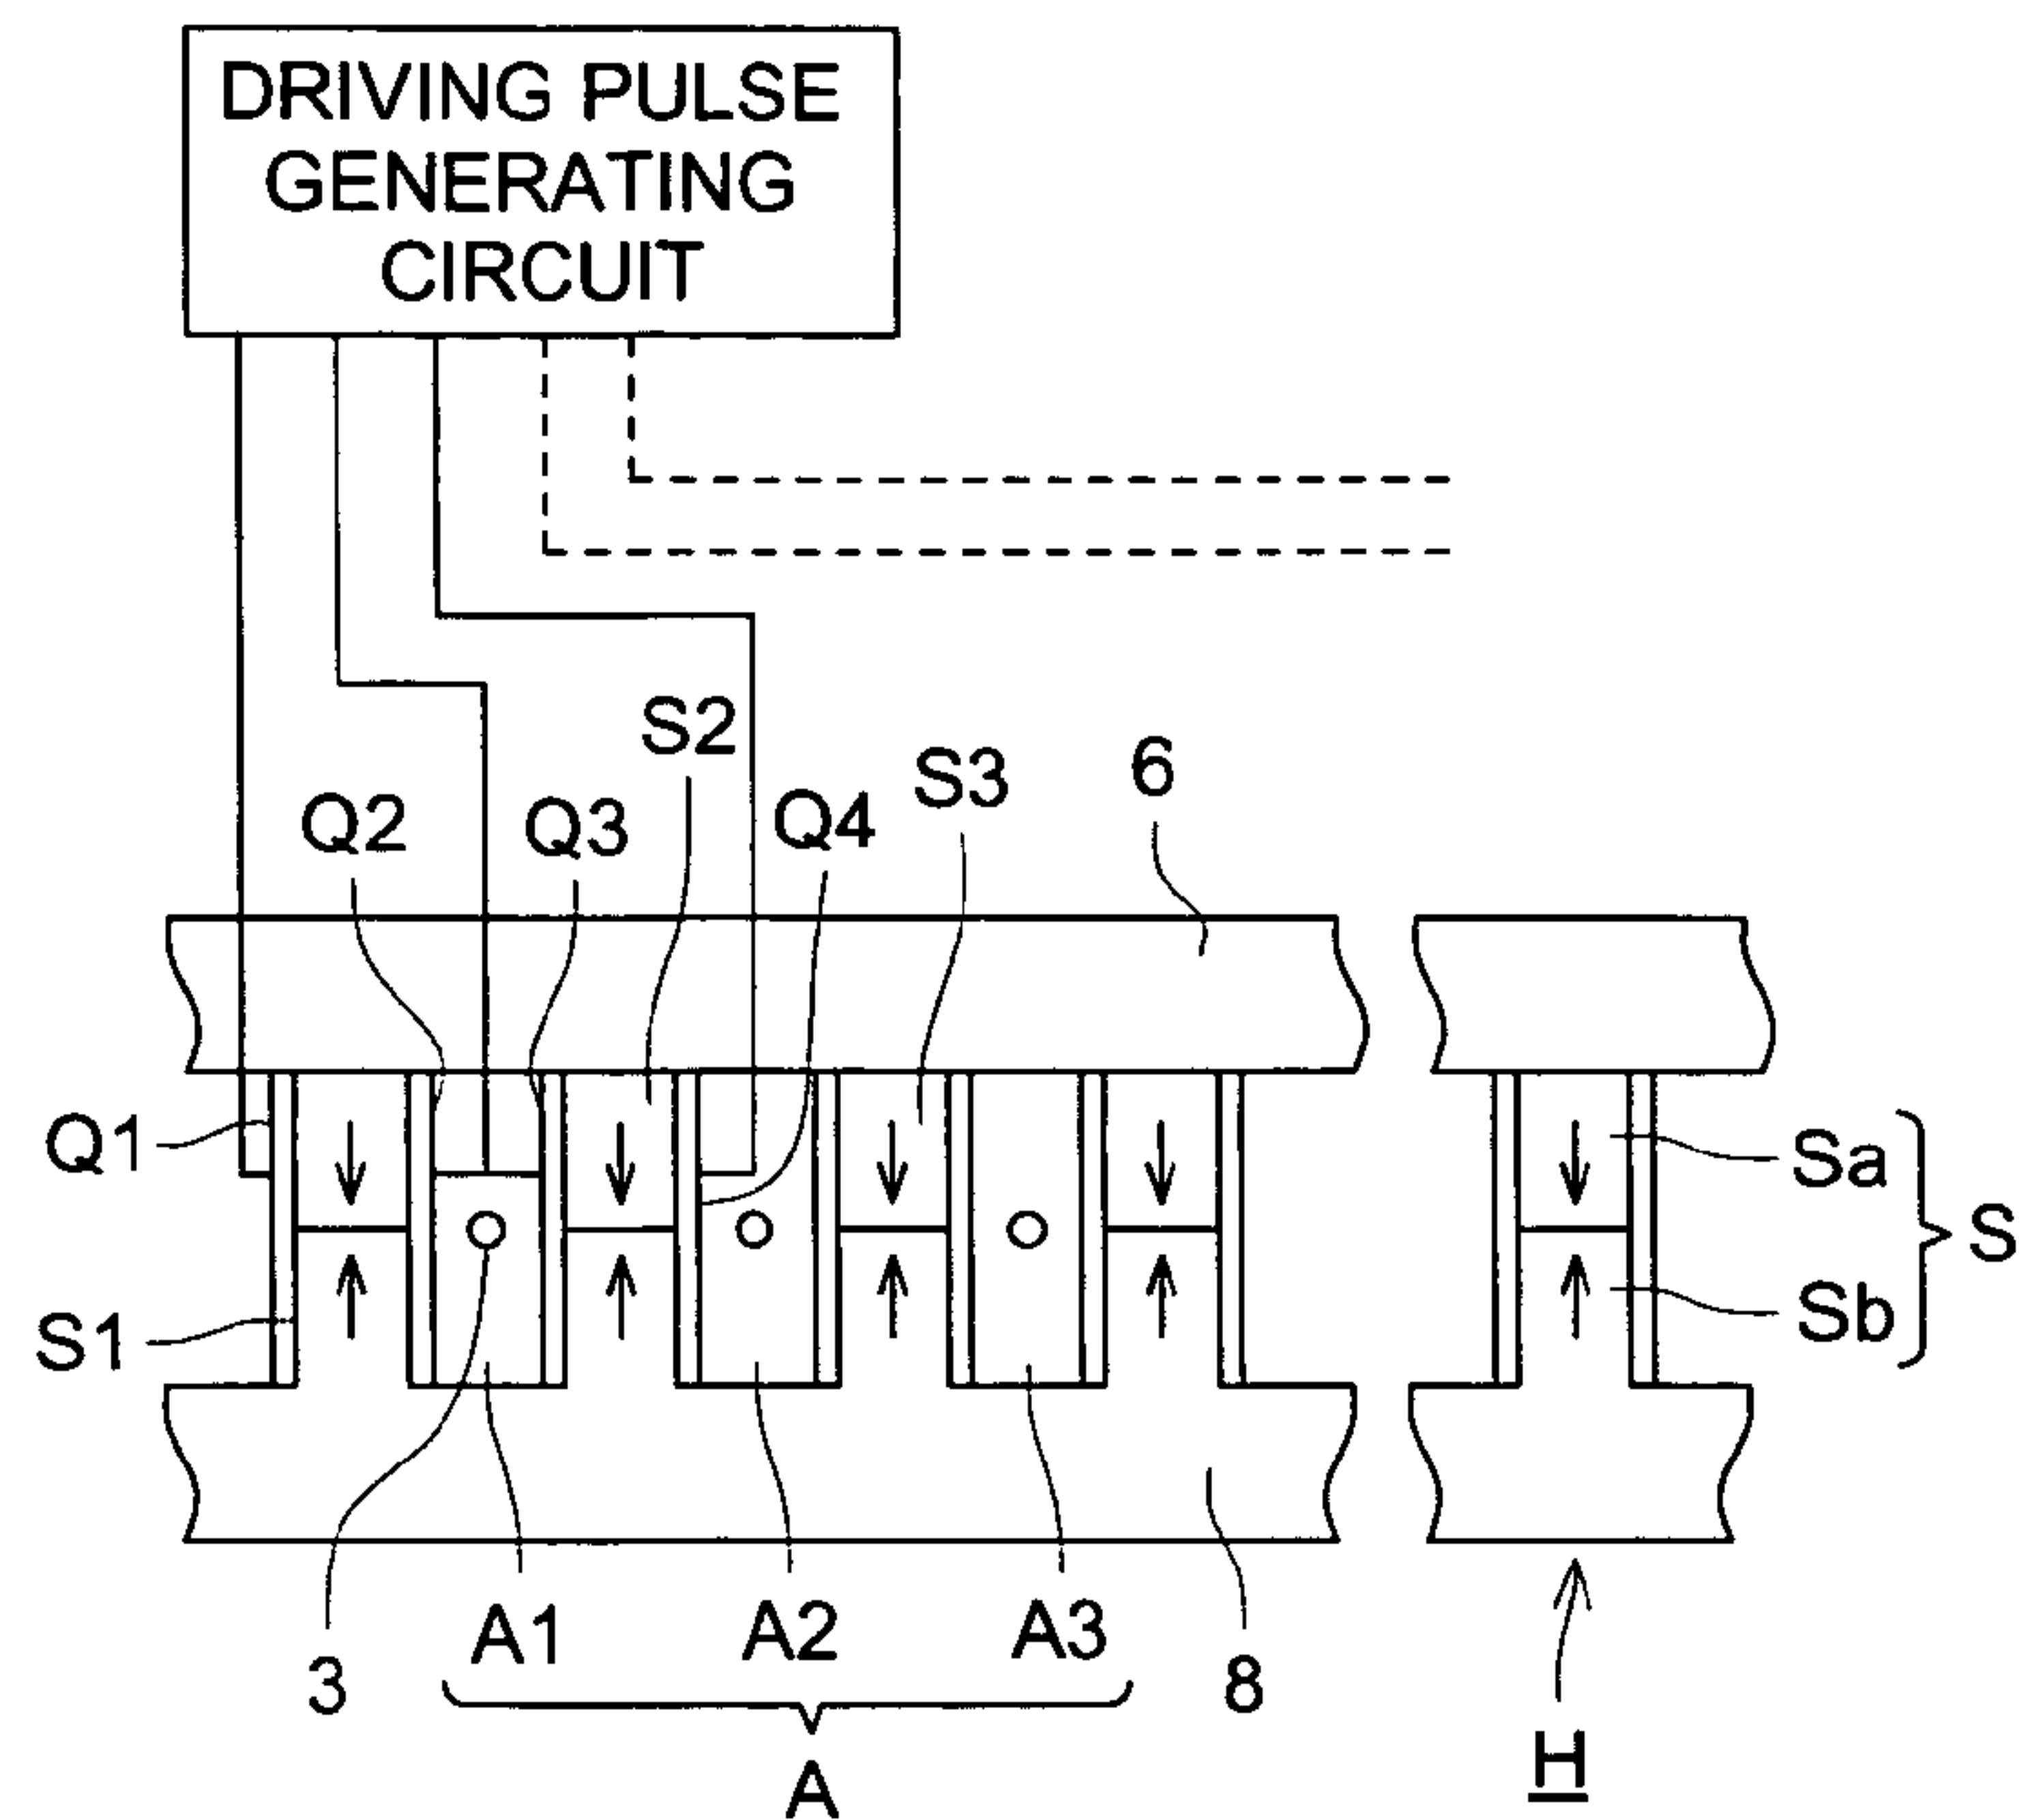 DRIVING PULSE
GENERATING
CIRCUIT
S2
S3
6
Q2
Q3
Q4
Q1
Sa
S
S1
Sb
3
A1
A2
A3
8
A
H